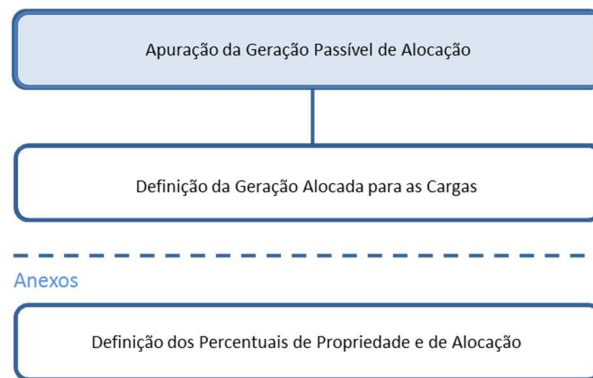 Apuração da Geração Passível de Alocação
Definição da Geração Alocada para as Cargas
Anexos
Definição dos Percentuais de Propriedade e de Alocação